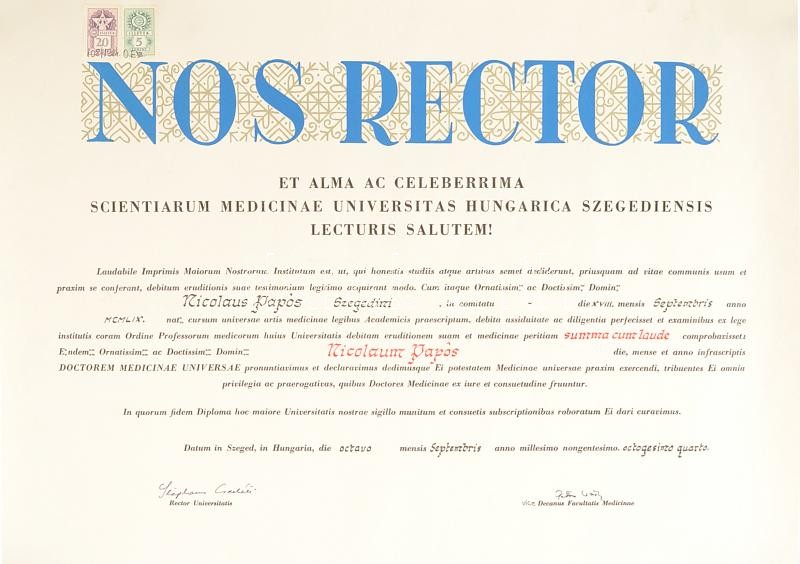 20
5
NOS RECTOR
ET ALMA AC CELEBERRIMA
SCIENTIARUM MEDICINAE UNIVERSITAS HUNGARICA SZEGEDIENSIS
LECTURIS SALUTEM!
Laudabile Imprimis Maiorum Nostrorum Institutum est, ut, qui honestis studiis atque artibus semet addiderunt, priusquam ad vitae communis usum et
praxim se conferant, debitum eruditionis suae testimonium legitimo acquirant modo. Cum itaque Ornatissim ac Doctissim Domin
Nicolaus Papòs Szegedini , in comitatu - die XVIII. mensis Septembris anno
MCMLIX. nat cursum universae artis medicinae legibus Academicis praescriptum, debita assiduitate ac diligentia perfecisset et examinibus ex lege
institutis coram Ordine Professorum medicorum huius Universitatis debitam eruditionem suam et medicinae peritiam summa cum laude comprobavisset:
Eundem Ornatissim ac Doctissim Domin Nicolaum Papòs die, mense et anno infrascriptis
DOCTOREM MEDICINAE UNIVERSAE pronuntiavimus et declaravimus dedimusque Ei potestatem Medicinae universae praxim exercendi, tribuentes Ei omnia
privilegia ac praerogativas, quibus Doctores Medicinae ex iure et consuetudine fruuntur.
In quorum fidem Diploma hoc maiore Universitatis nostrae sigillo munitum et consuetis subscriptionibus roboratum Ei dari curavimus.
Datum in Szeged, in Hungaria, die octavo mensis Septembris anno millesimo nongentesimo. octogesimo quarto.
Rector Universitatis
vice Decanus Facultatis Medicinae